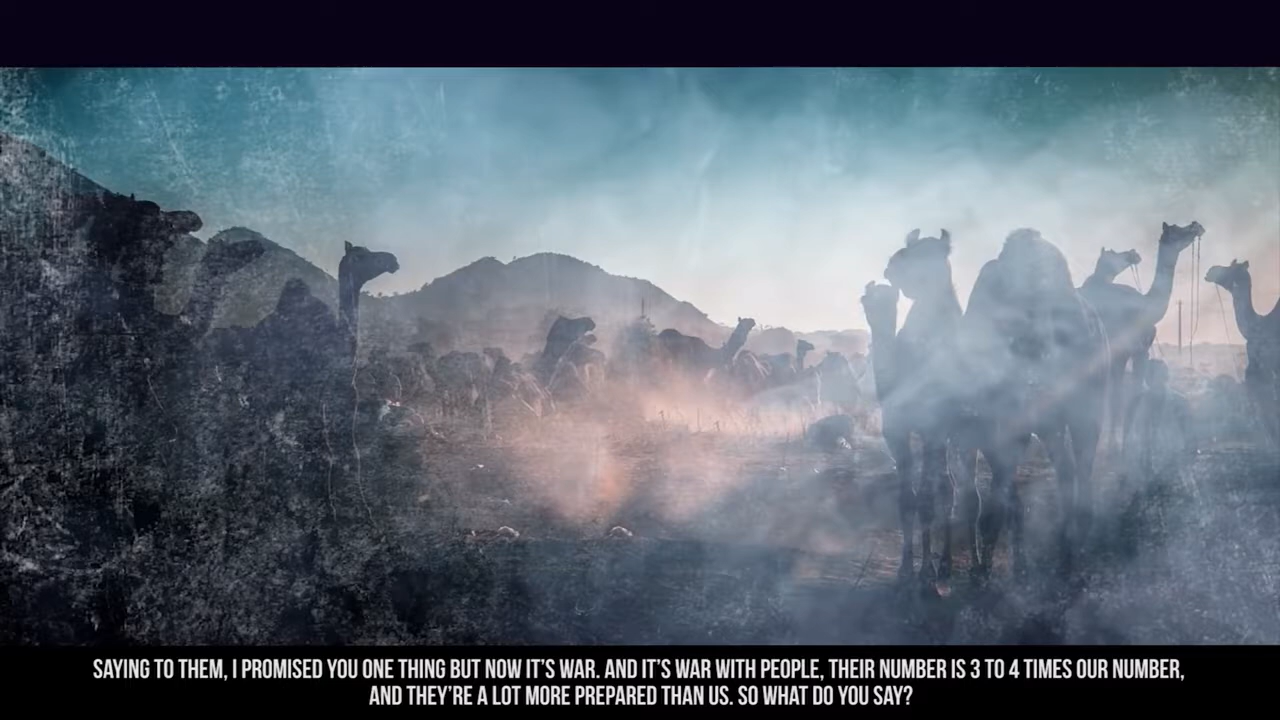 SAYING TO THEM, I PROMISED YOU ONE THING BUT NOW IT'S WAR. AND IT'S WAR WITH PEOPLE, THEIR NUMBER IS 3 TO 4 TIMES OUR NUMBER,
AND THEY'RE A LOT MORE PREPARED THAN US. SO WHAT DO YOU SAY?